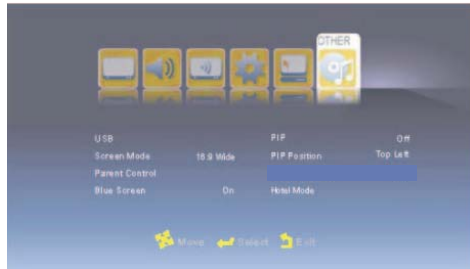 OTHER
USB
Screen Mode 16:9 Wide
Parent Control
Blue Screen On
PIP Off
PIP Position Top Left
Hotel Mode
Move Select Exit